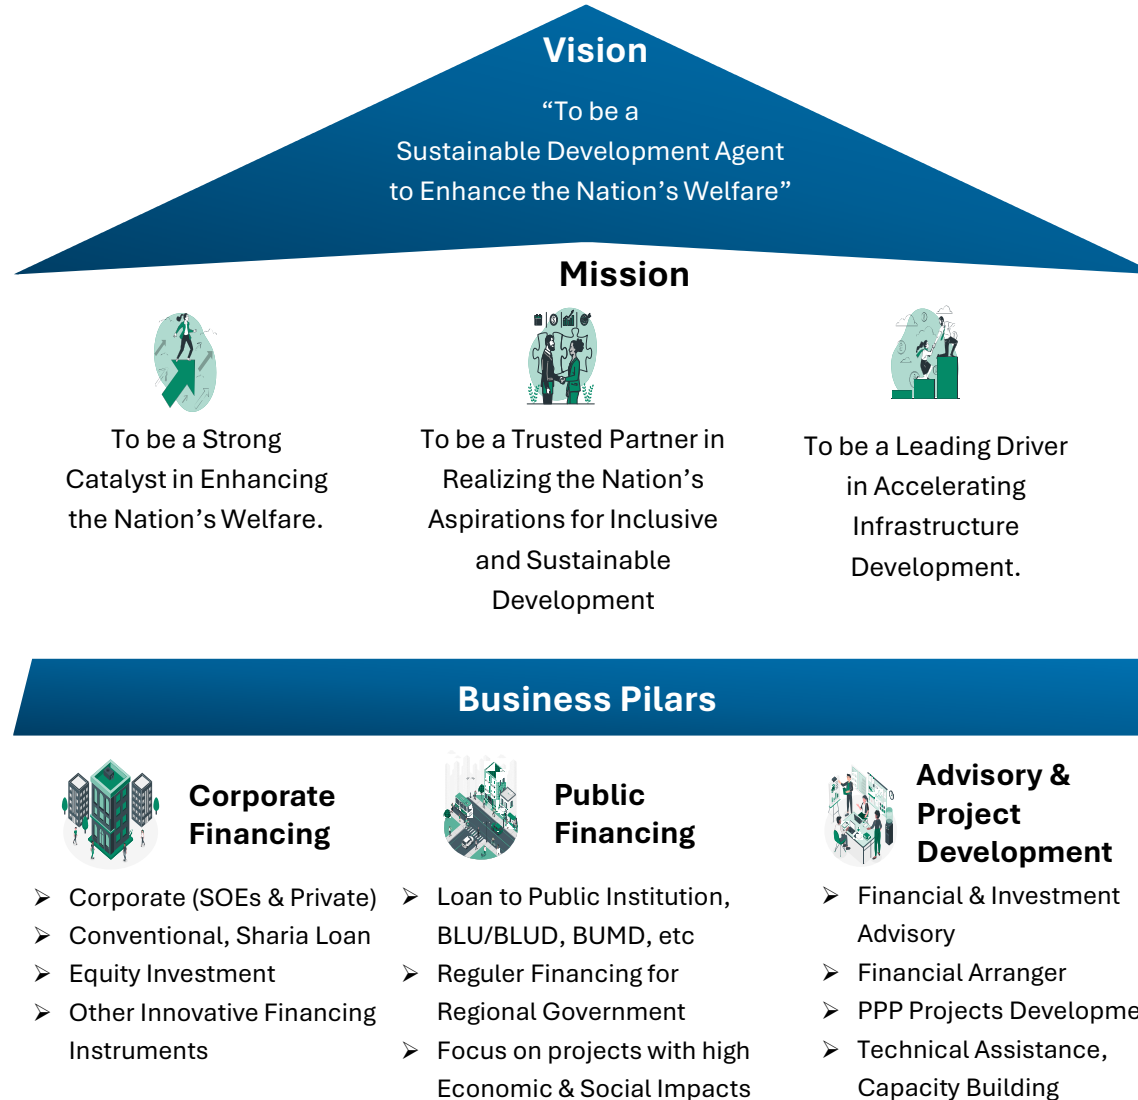 Vision
“To be a
Sustainable Development Agent
to Enhance the Nation’s Welfare”
Mission
To be a Strong
Catalyst in Enhancing
the Nation’s Welfare.
To be a Trusted Partner in
Realizing the Nation’s
Aspirations for Inclusive
and Sustainable
Development
To be a Leading Driver
in Accelerating
Infrastructure
Development.
Business Pilars
Corporate
Financing
➢ Corporate (SOEs & Private)
➢ Conventional, Sharia Loan
➢ Equity Investment
➢ Other Innovative Financing
Instruments
Public
Financing
➢ Loan to Public Institution,
BLU/BLUD, BUMD, etc
➢ Reguler Financing for
Regional Government
➢ Focus on projects with high
Economic & Social Impacts
Advisory &
Project
Development
➢ Financial & Investment
Advisory
➢ Financial Arranger
➢ PPP Projects Developme
➢ Technical Assistance,
Capacity Building